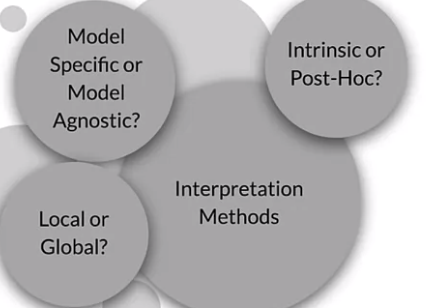 Model
Specific or
Model
Agnostic?
Intrinsic or
Post-Hoc?
Interpretation
Methods
Local or
Global?